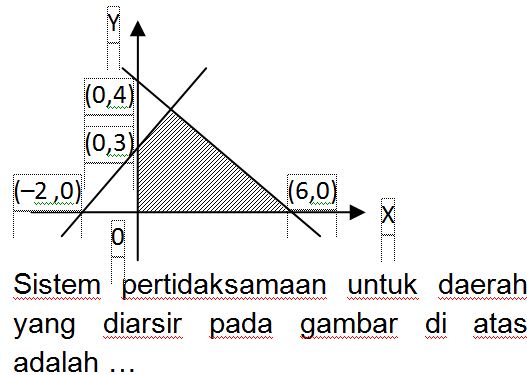 Y
(0,4)
(0,3)
(–2 ,0)
(6,0)
X
0
Sistem pertidaksamaan untuk daerah
yang diarsir pada gambar di atas
adalah …